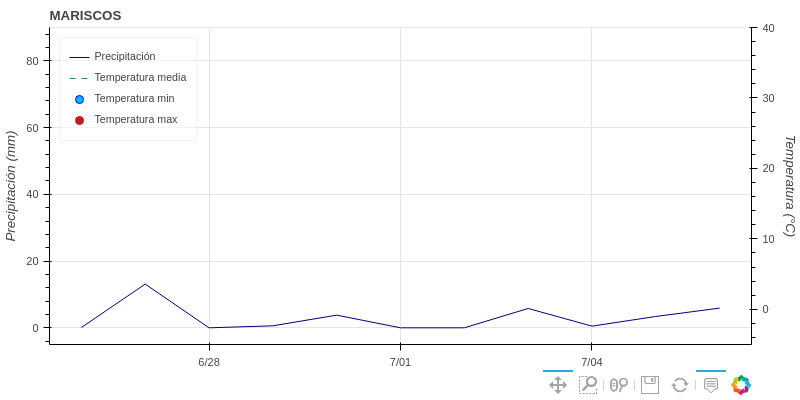 MARISCOS
Precipitación
Temperatura media
Temperatura min
Temperatura max
Precipitación (mm)
80
60
40
20
0
40
30
20
10
0
Temperatura (°C)
6/28
7/01
7/04